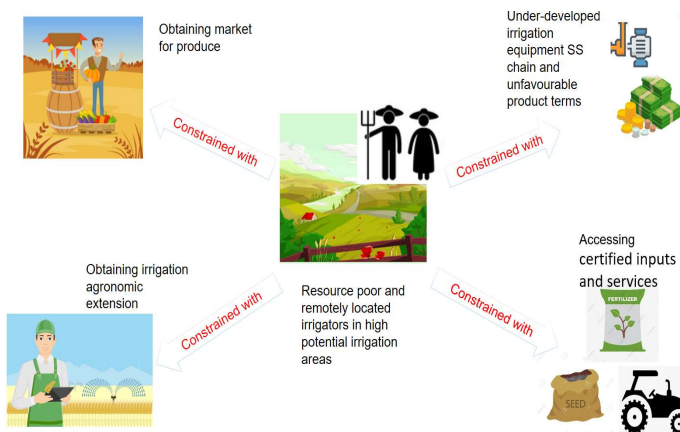 Obtaining market
for produce
Under-developed
irrigation
equipment SS
chain and
unfavourable
product terms
Constrained with
Constrained with
Obtaining irrigation
agronomic
extension
Constrained with
Resource poor and
remotely located
irrigators in high
potential irrigation
areas
Constrained with
Accessing
certified inputs
and services
FERTILIZER
SEED